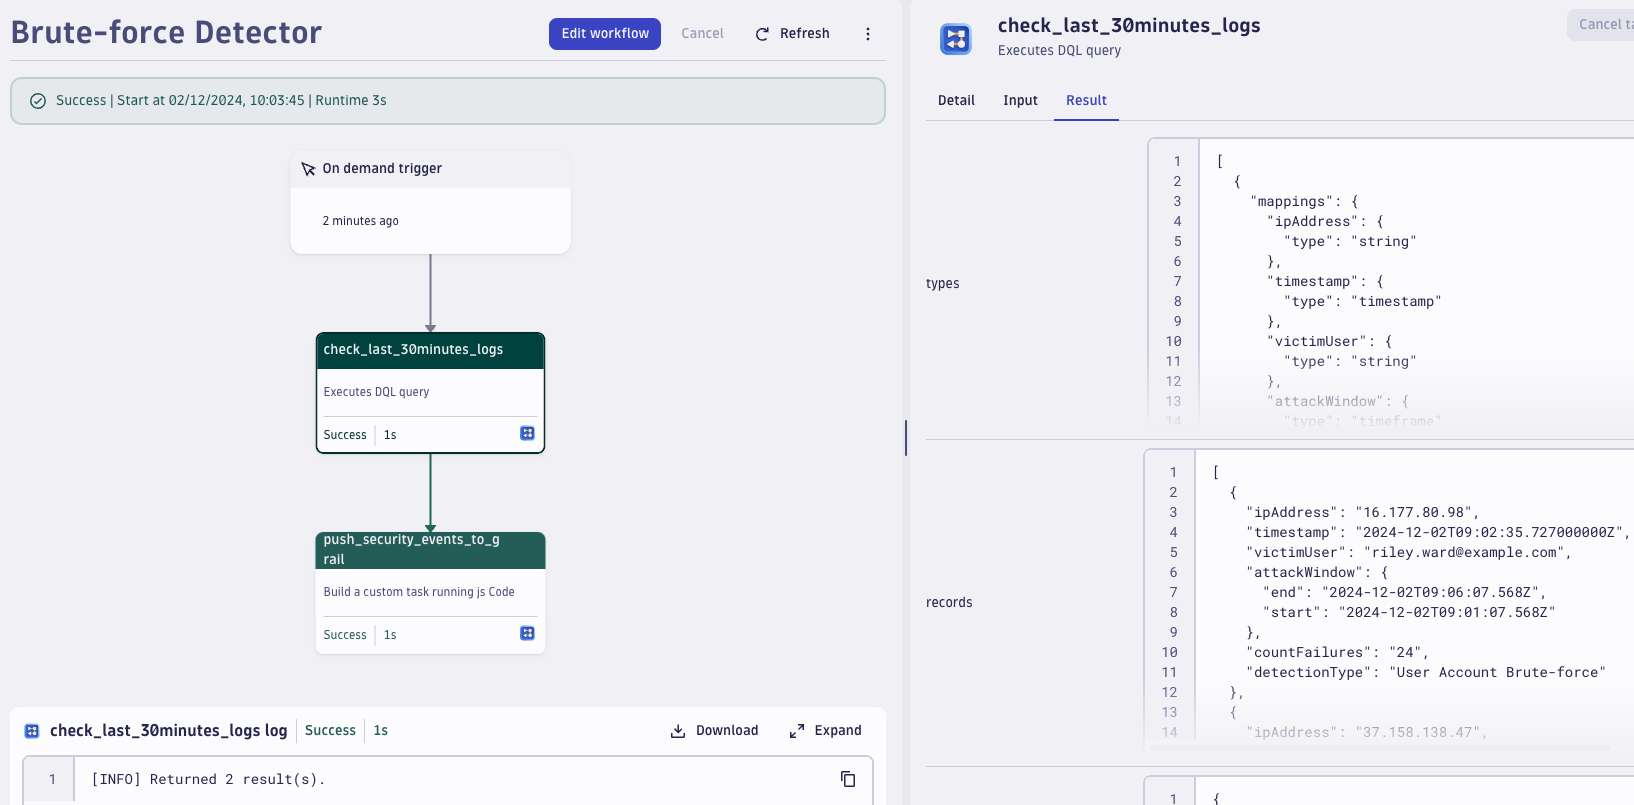 Brute-force Detector
Edit workflow
Cancel
Refresh
Success | Start at 02/12/2024, 10:03:45 | Runtime 3s
On demand trigger
2 minutes ago
check_last_30minutes_logs
Executes DQL query
Success
1s
push_security_events_to_g
rail
Build a custom task running js Code
Success
1s
check_last_30minutes_logs log
Success
1s
Download
Expand
1
[INFO] Returned 2 result(s).
check_last_30minutes_logs
Executes DQL query
Cancel ta
Detail
Input
Result
types
1 [
2 {
3 "mappings": {
4 "ipAddress": {
5 "type": "string"
6 },
7 "timestamp": {
8 "type": "timestamp"
9 },
10 "victimUser": {
11 "type": "string"
12 },
13 "attackWindow": {
14 "type": "timeframe"
records
1 [
2 {
3 "ipAddress": "16.177.80.98",
4 "timestamp": "2024-12-02T09:02:35.727000000Z",
5 "victimUser": "riley.ward@example.com",
6 "attackWindow": {
7 "end": "2024-12-02T09:06:07.568Z",
8 "start": "2024-12-02T09:01:07.568Z"
9 },
10 "countFailures": "24",
11 "detectionType": "User Account Brute-force"
12 },
13 {
14 "ipAddress": "37.158.138.47",
1 {